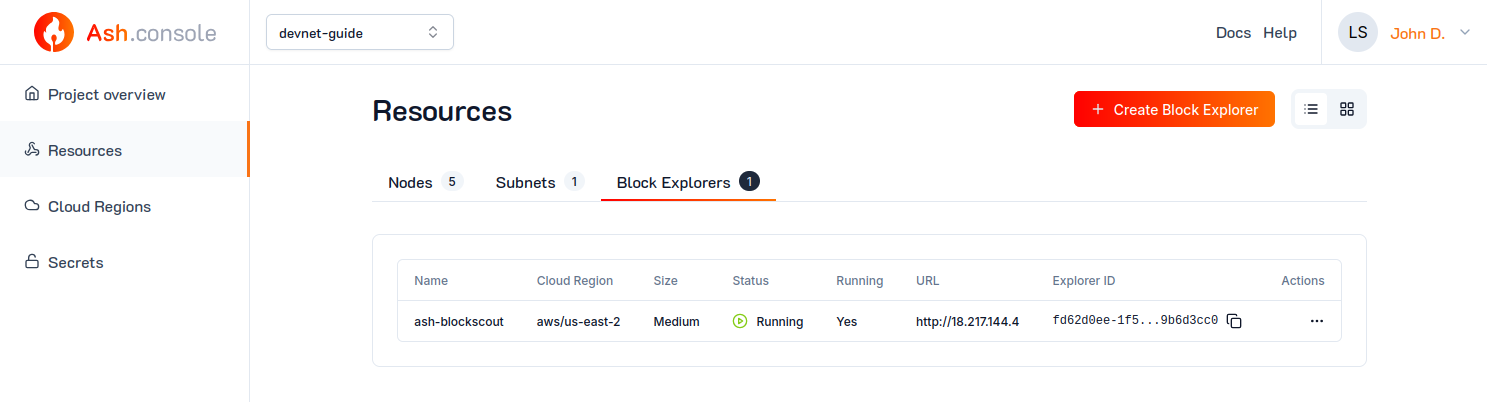 Ash.console
devnet-guide
Docs Help
LS John D.
Project overview
Resources
Cloud Regions
Secrets
Resources
+ Create Block Explorer
Nodes 5 Subnets 1 Block Explorers 1
Name Cloud Region Size Status Running URL Explorer ID Actions
ash-blockscout aws/us-east-2 Medium Running Yes http://18.217.144.4 fd62d0ee-1f5...9b6d3cc0 ...